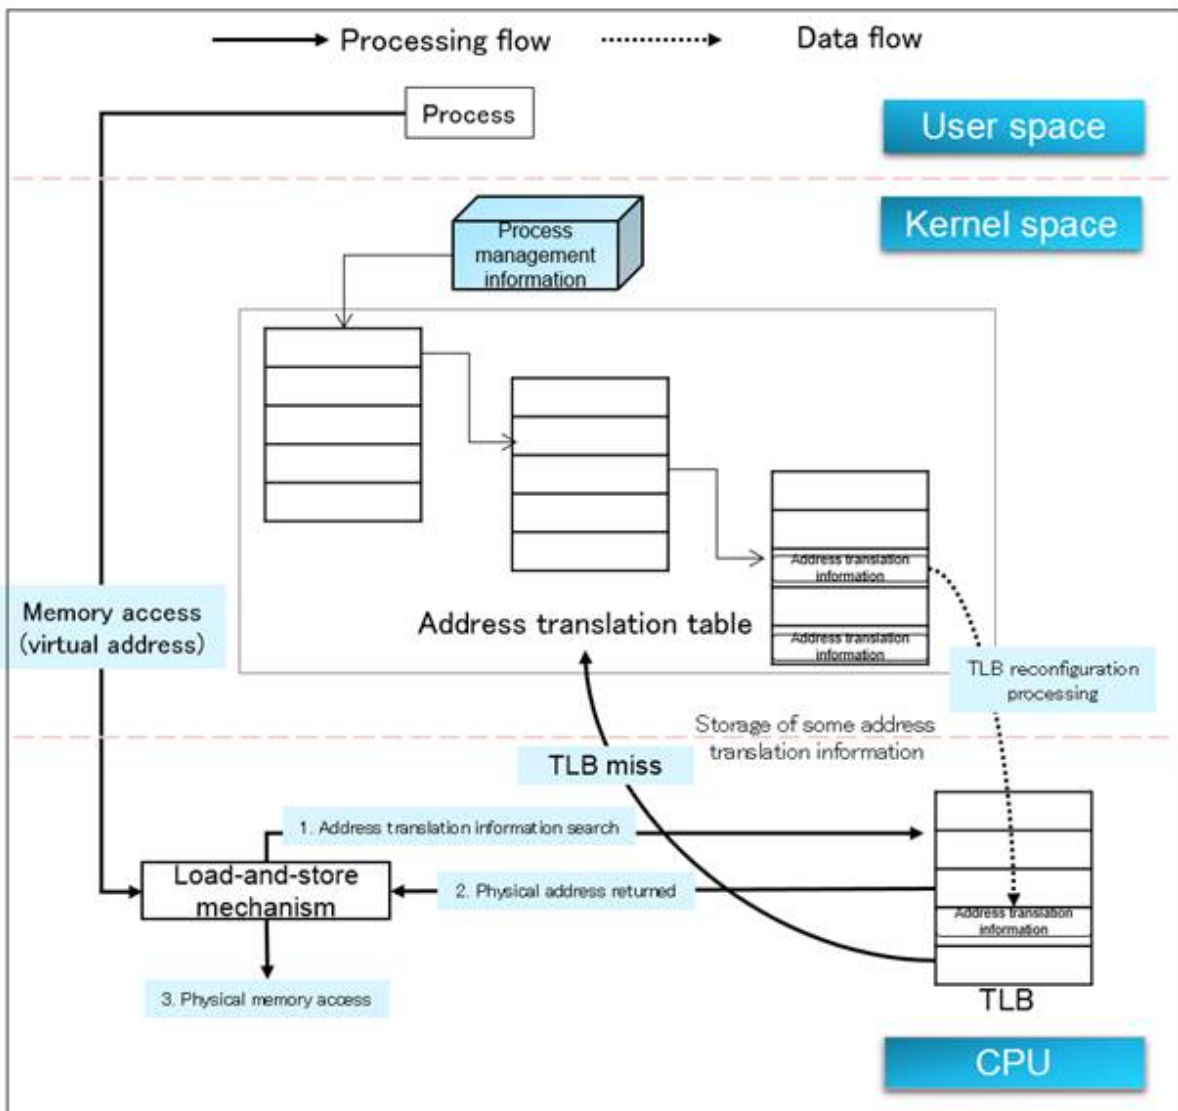 Processing flow
Data flow
Process
User space
Kernel space
Process
management
information
Address translation
information
Address translation table
Address translation
information
Memory access
(virtual address)
TLB reconfiguration
processing
Storage of some address
translation information
TLB miss
1. Address translation information search
Load-and-store
mechanism
2. Physical address returned
Address translation
information
3. Physical memory access
TLB
CPU